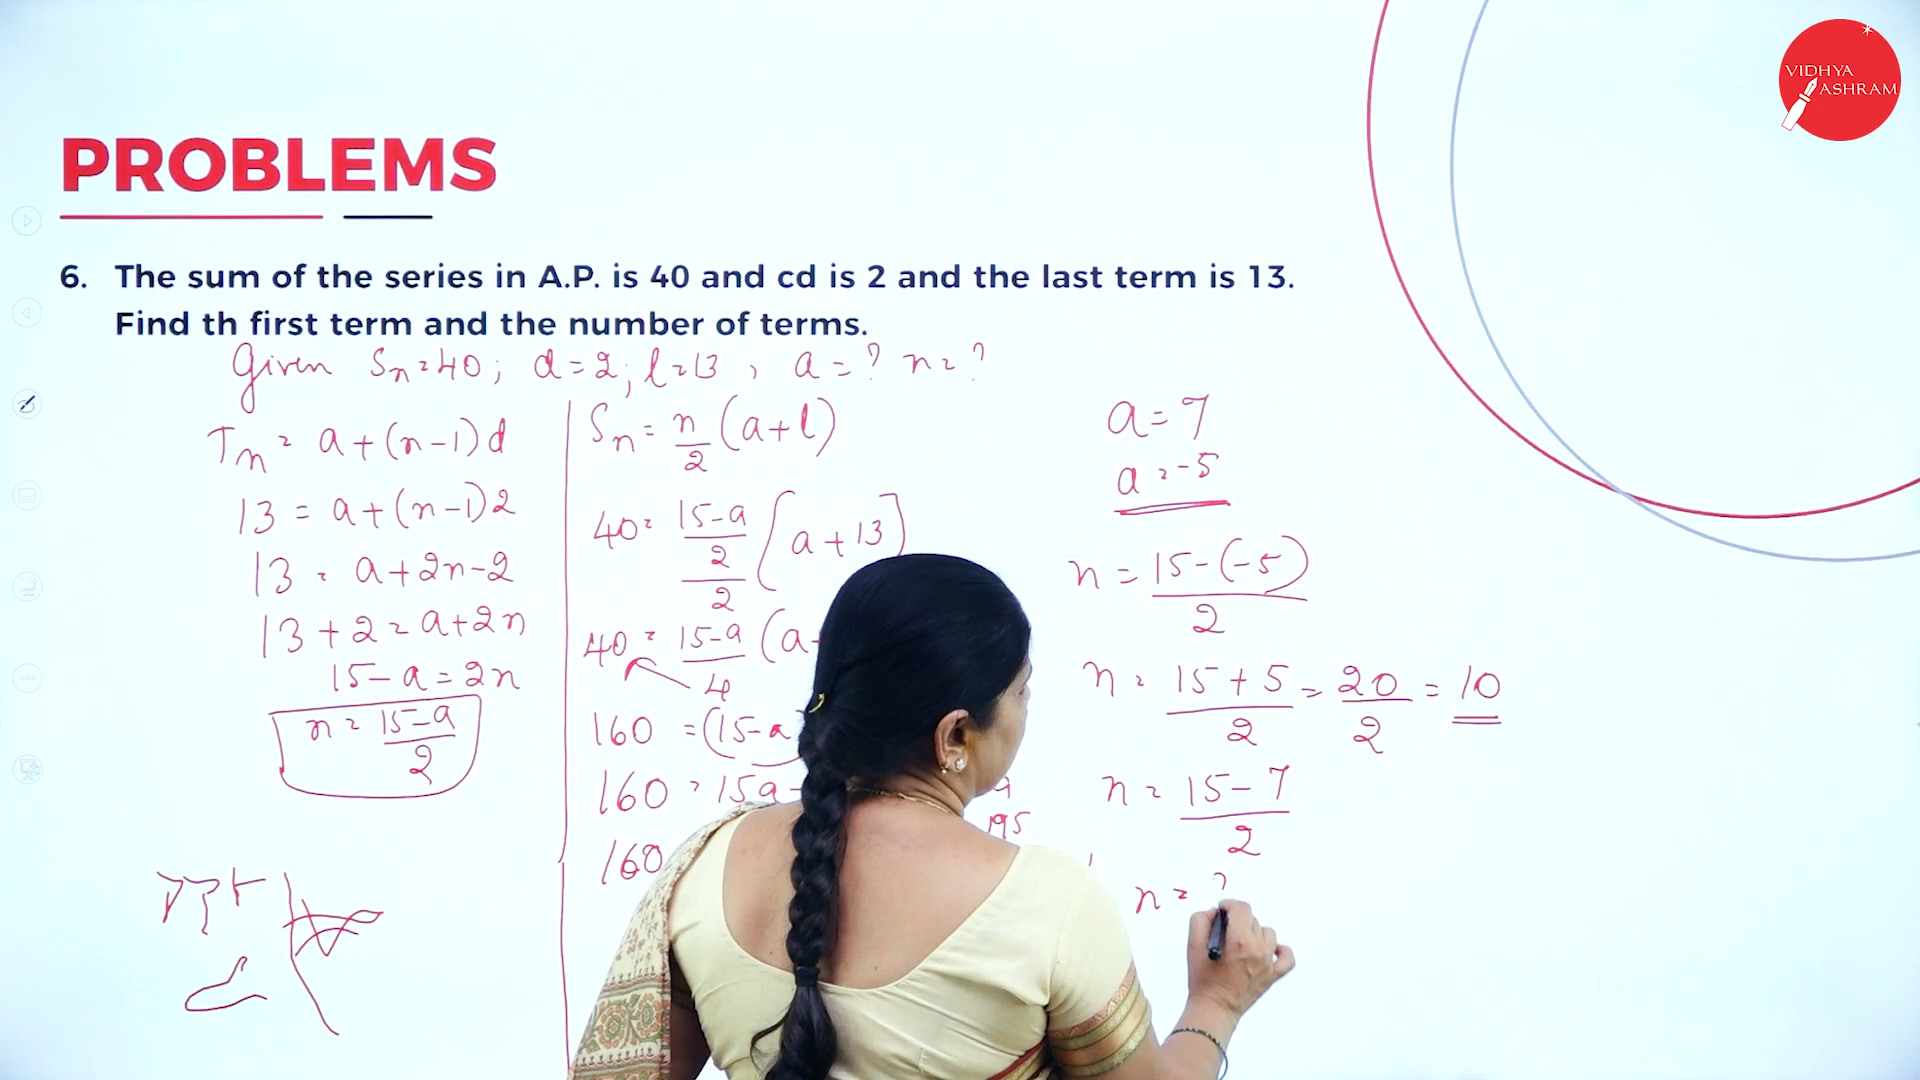 VIDHYA
ASHRAM
PROBLEMS
6. The sum of the series in A.P. is 40 and cd is 2 and the last term is 13.
Find th first term and the number of terms.
Given Sn=40; d=2; l=13, a=? n=?
Tn = a+(n-1)d
13 = a+(n-1)2
13 = a+2n-2
13+2=a+2n
15-a=2n
n = 15-a/2
Sn = n/2 (a+l)
40 = 15-a/2/2 [a+13]
40 = 15-a/4 (a
160 =(15-a
160 = 15a-
160
195
a=7
a=-5
n = 15-(-5)/2
n = 15+5/2 = 20/2 = 10
n = 15-7/2
n =